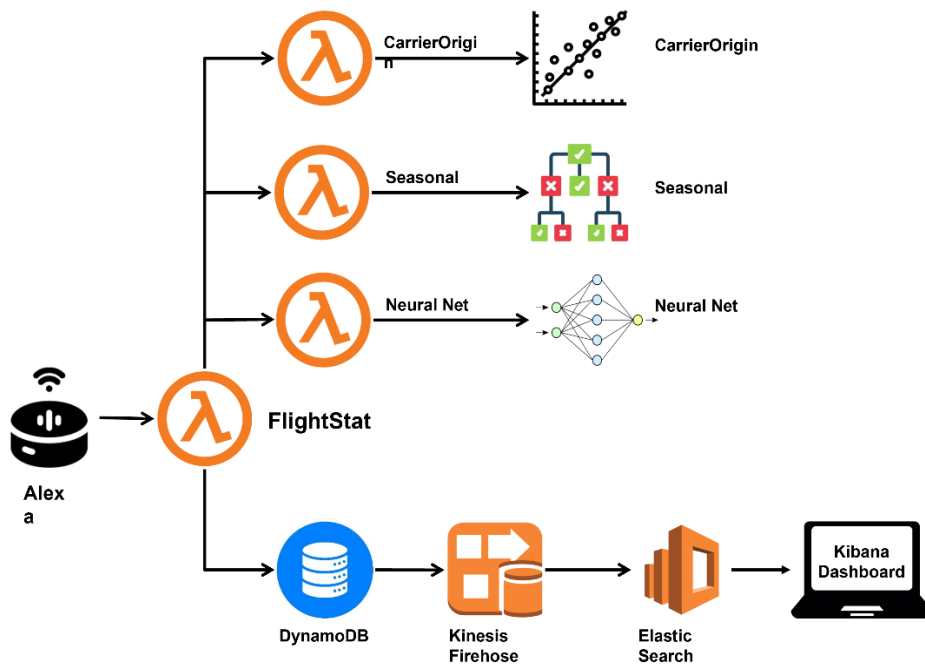 CarrierOrigi
n
CarrierOrigin
Seasonal
Seasonal
Neural Net
Neural Net
FlightStat
Alex
a
DynamoDB
Kinesis
Firehose
Elastic
Search
Kibana
Dashboard